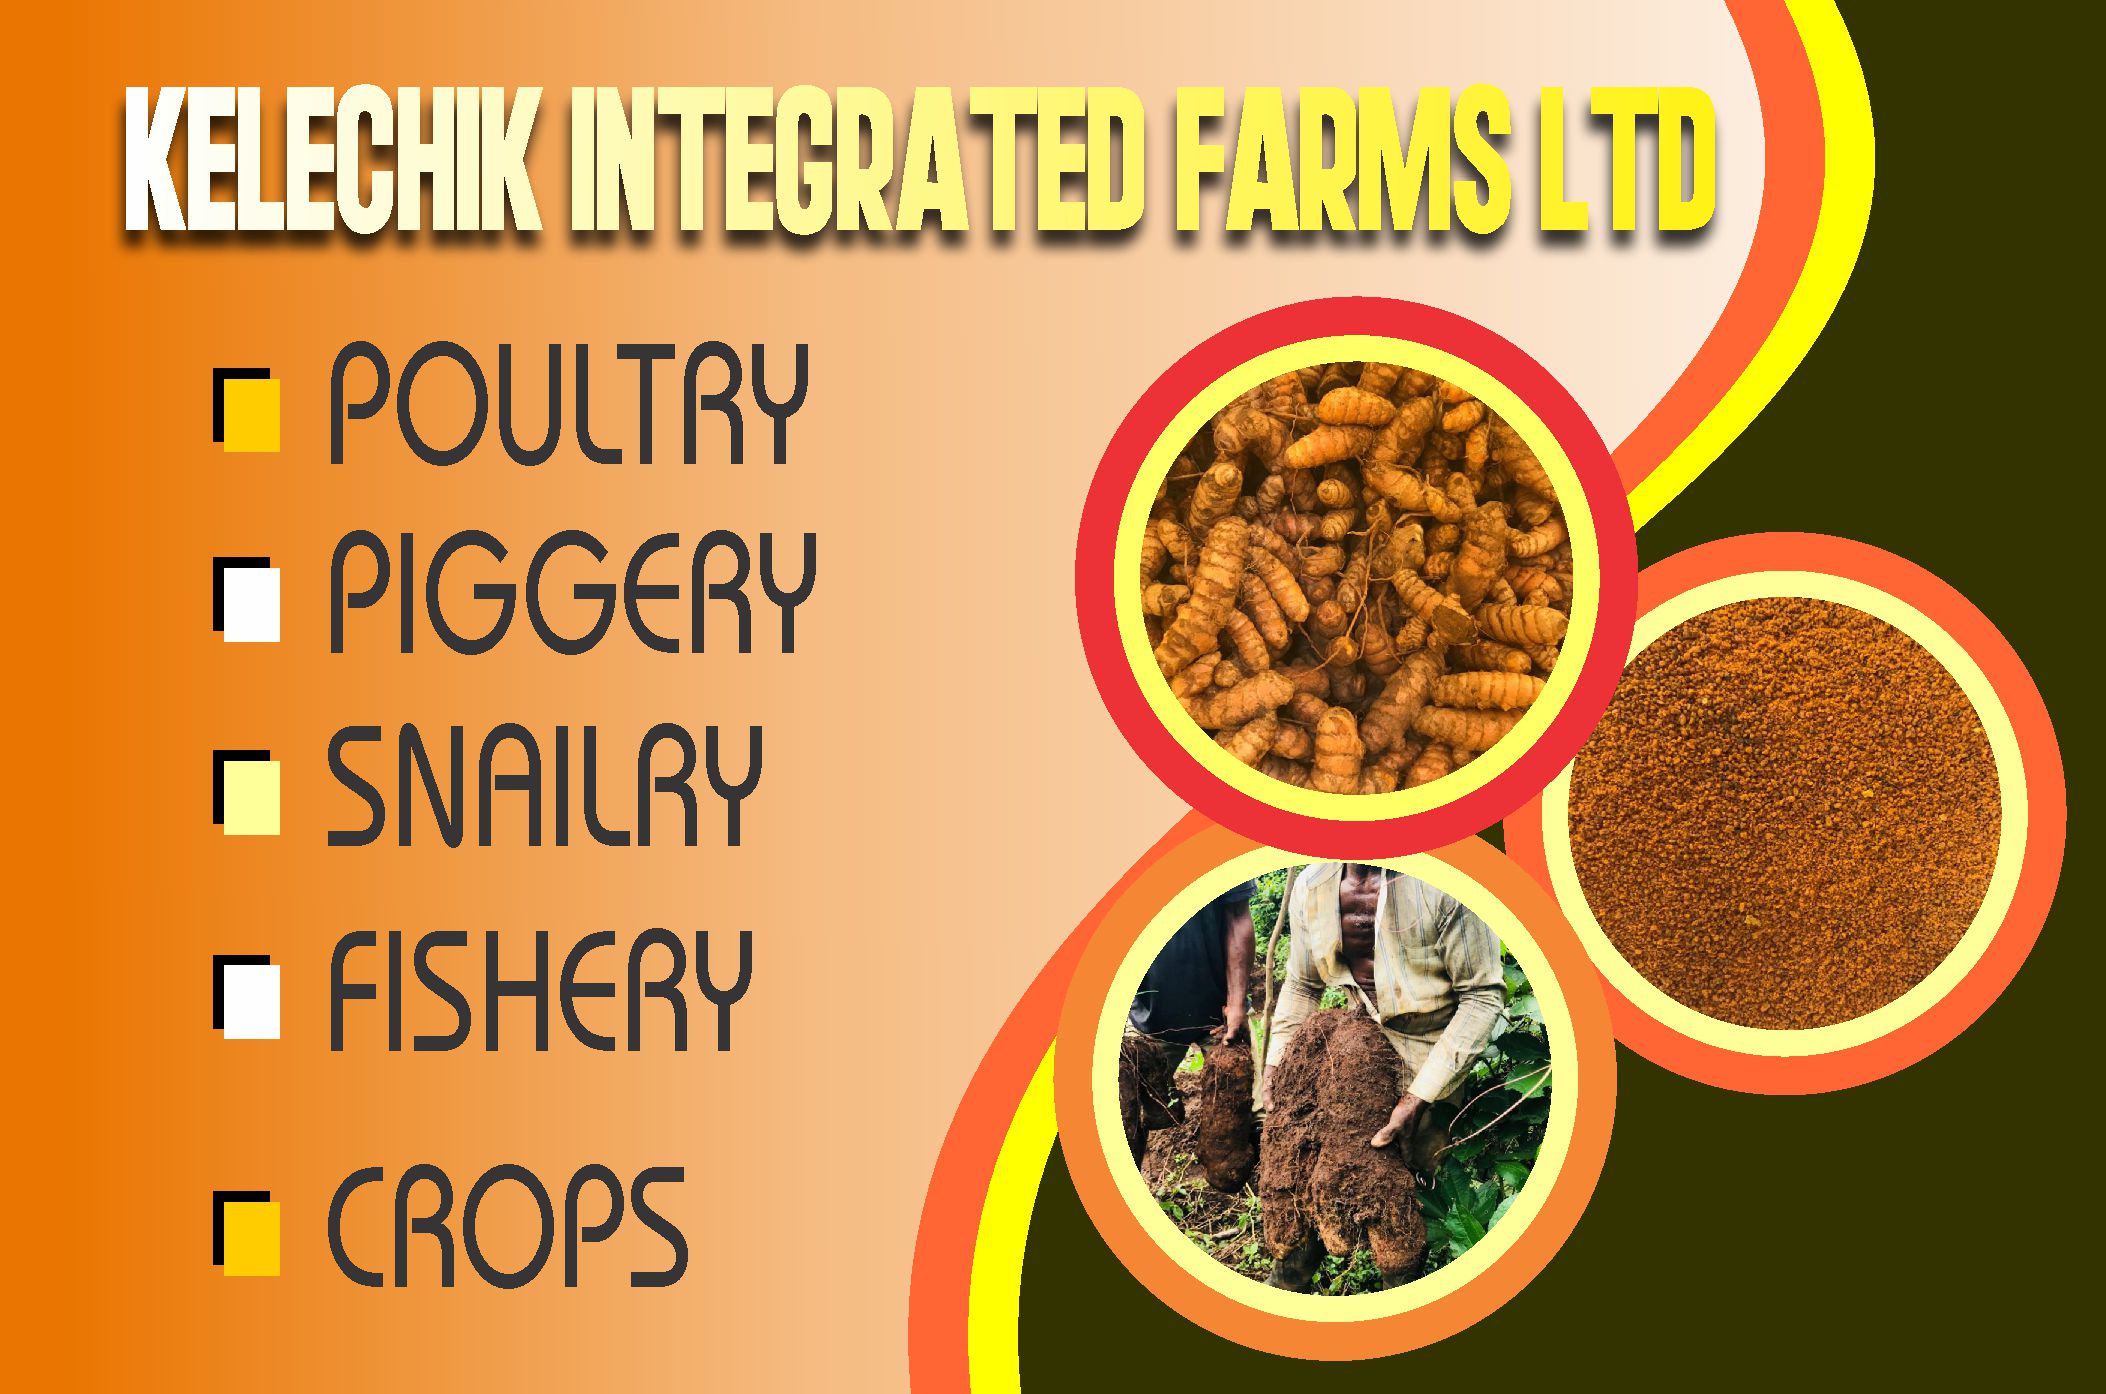 KELECHIK INTEGRATED FARMS LTD
POULTRY
PIGGERY
SNAILRY
FISHERY
CROPS